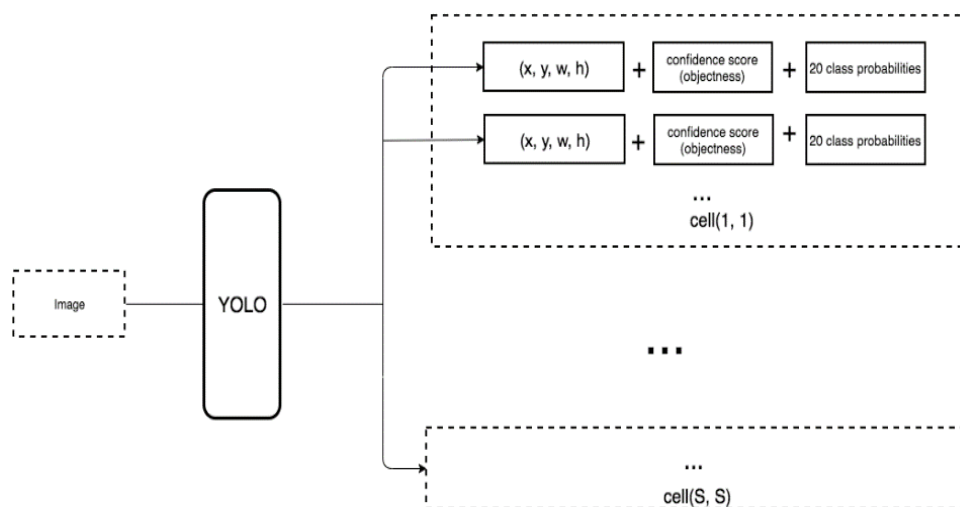 (x, y, w, h) + confidence score (objectness) + 20 class probabilities
(x, y, w, h) + confidence score (objectness) + 20 class probabilities
...
cell(1, 1)
Image
YOLO
...
...
cell(S, S)